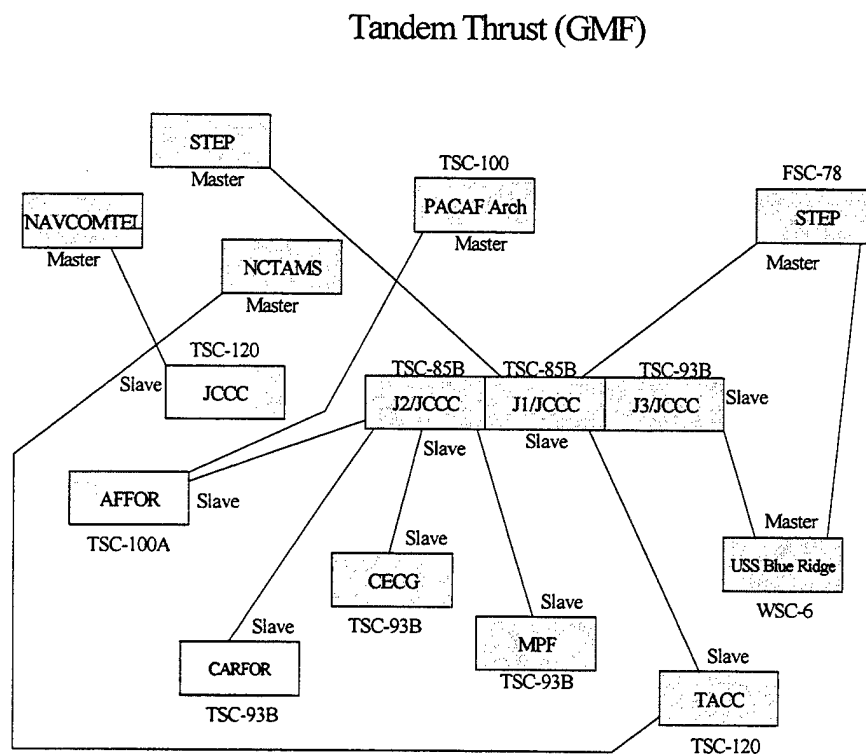 Tandem Thrust (GMF)
STEP
Master
TSC-100
PACAF Arch
Master
FSC-78
STEP
Master
NAVCOMTEL
Master
NCTAMS
Master
TSC-120
Slave
JCCC
TSC-85B
TSC-85B
TSC-93B
J2/JCCC
J1/JCCC
J3/JCCC
Slave
Slave
Slave
AFFOR
Slave
TSC-100A
Master
USS Blue Ridge
WSC-6
Slave
CECG
TSC-93B
Slave
MPF
TSC-93B
Slave
CARFOR
TSC-93B
Slave
TACC
TSC-120